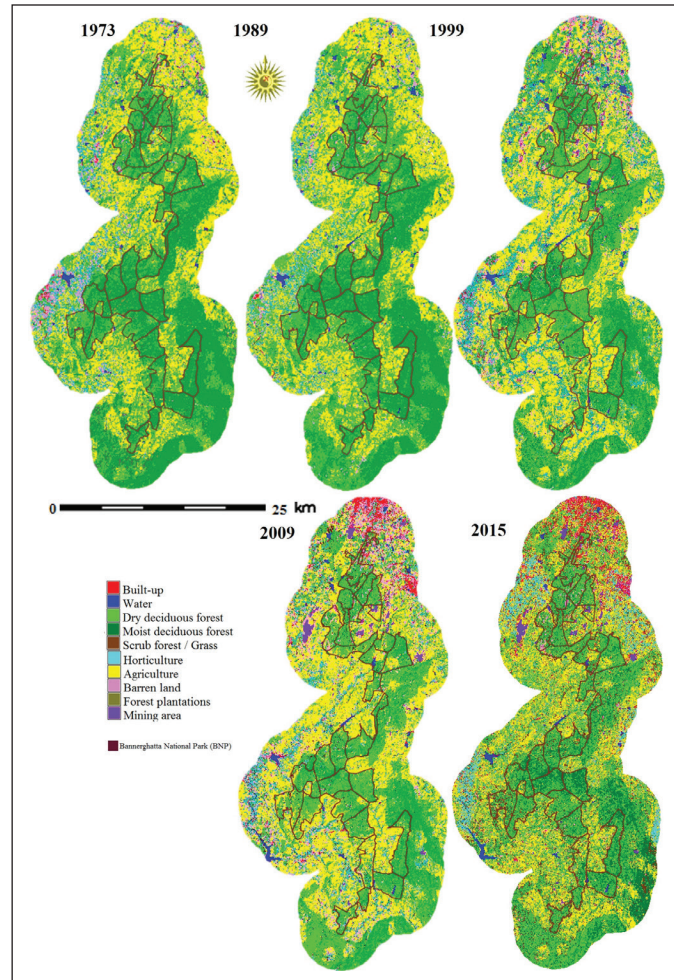 1973
1989
1999
0
25 km
2009
2015
Built-up
Water
Dry deciduous forest
Moist deciduous forest
Scrub forest / Grass
Horticulture
Agriculture
Barren land
Forest plantations
Mining area
Bannerghatta National Park (BNP)